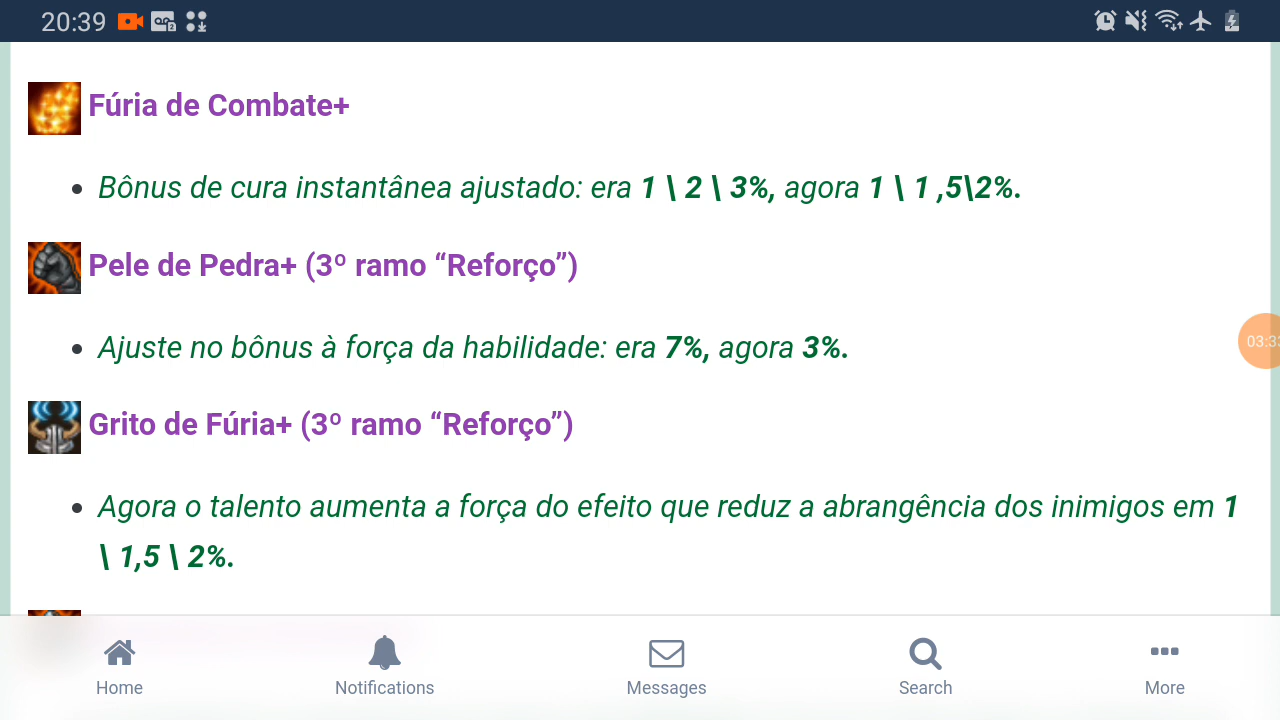 20:39
Fúria de Combate+
Bônus de cura instantânea ajustado: era 1 \ 2 \ 3%, agora 1 \ 1 ,5\2%.
Pele de Pedra+ (3º ramo “Reforço”)
Ajuste no bônus à força da habilidade: era 7%, agora 3%.
Grito de Fúria+ (3º ramo “Reforço”)
Agora o talento aumenta a força do efeito que reduz a abrangência dos inimigos em 1
\ 1,5 \ 2%.
Home Notifications Messages Search More